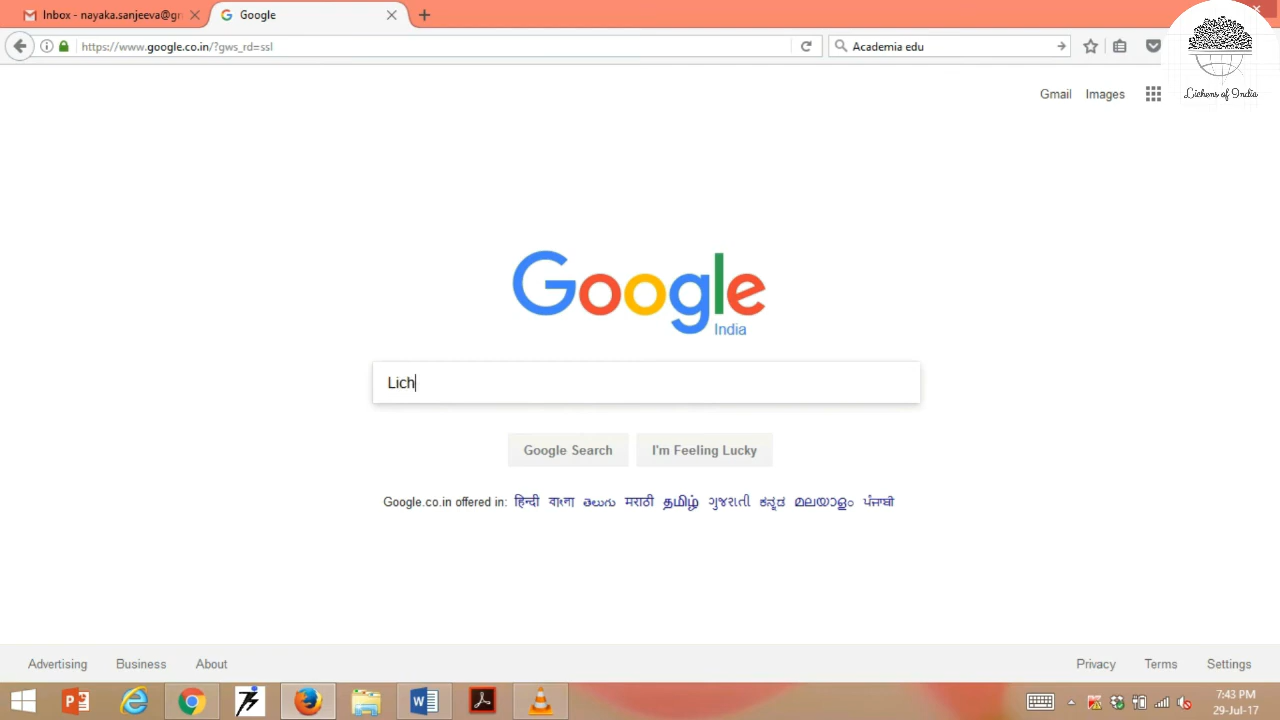 Inbox - nayaka.sanjeeva@gr
Google
https://www.google.co.in/?gws_rd=ssl
Academia edu
Lichens of India
Gmail Images
Google
India
Lich
Google Search I'm Feeling Lucky
Google.co.in offered in: हिन्दी বাংলা తెలుగు मराठी தமிழ் ગુજરાતી ಕನ್ನಡ മലയാളം ਪੰਜਾਬੀ
Advertising Business About Privacy Terms Settings
7:43 PM
29-Jul-17